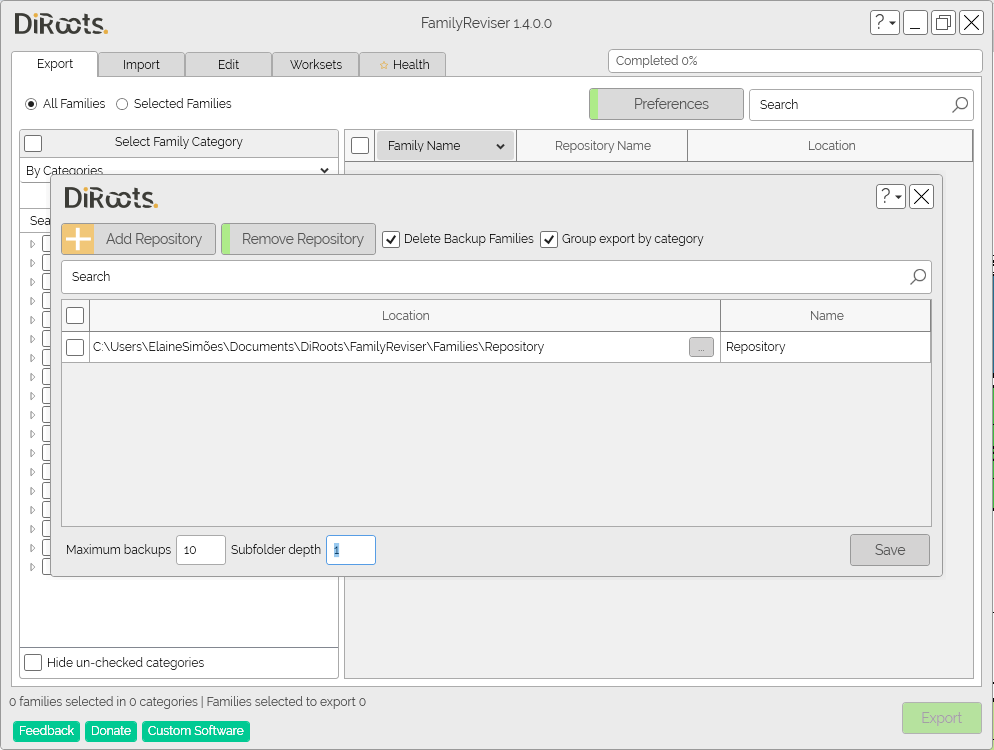 DiRoots.
FamilyReviser 1.4.0.0
?
Export
Import
Edit
Worksets
Health
Completed 0%
All Families
Selected Families
Preferences
Search
Select Family Category
Family Name
Repository Name
Location
By Categories
DiRoots.
?
Sea
Add Repository
Remove Repository
Delete Backup Families
Group export by category
Search
Location
Name
C:\Users\ElaineSimões\Documents\DiRoots\FamilyReviser\Families\Repository
...
Repository
Maximum backups
10
Subfolder depth
1
Save
Hide un-checked categories
0 families selected in 0 categories | Families selected to export 0
Feedback
Donate
Custom Software
Export